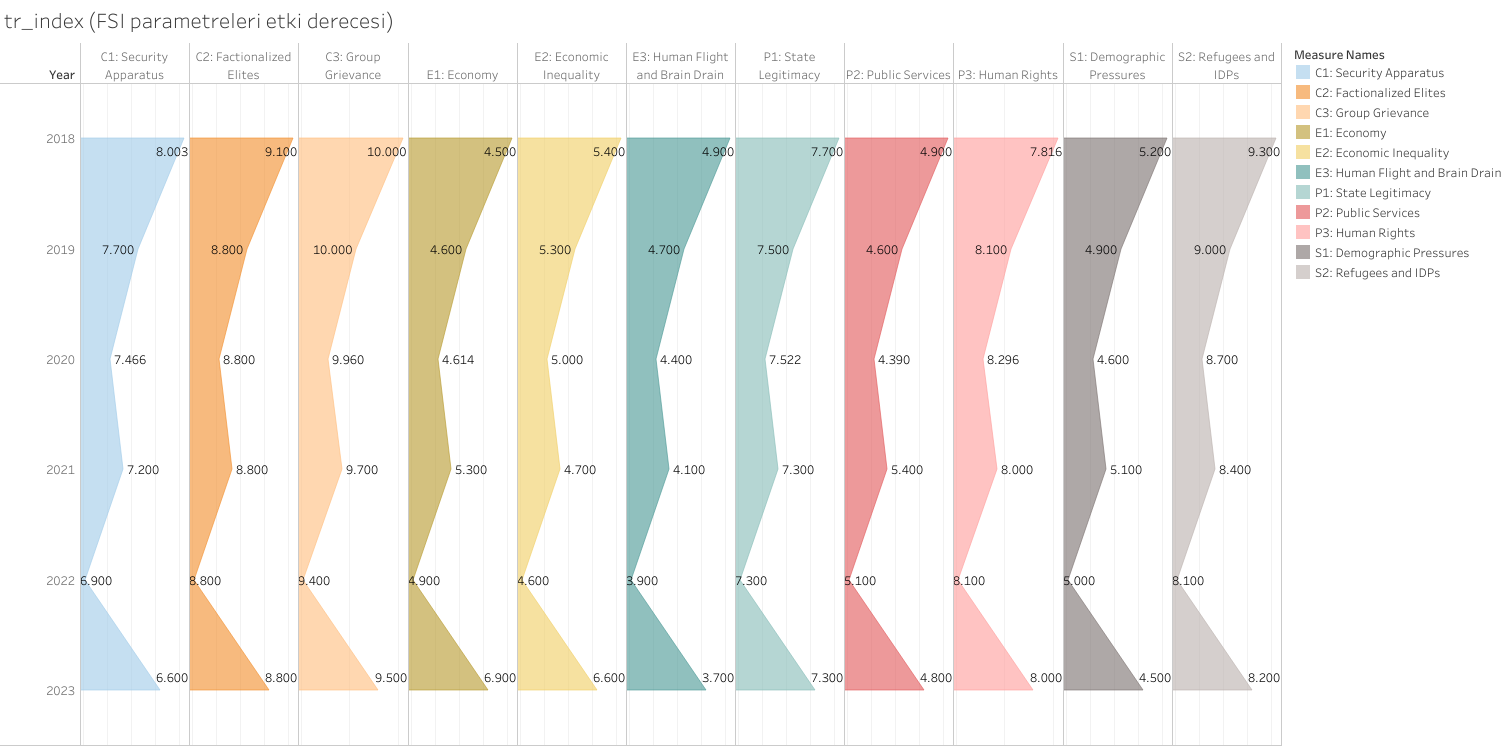 tr_index (FSI parametreleri etki derecesi)
Year
C1: Security
Apparatus
C2: Factionalized
Elites
C3: Group
Grievance
E1: Economy
E2: Economic
Inequality
E3: Human Flight
and Brain Drain
P1: State
Legitimacy
P2: Public Services
P3: Human Rights
S1: Demographic
Pressures
S2: Refugees and
IDPs
2018 8.003 9.100 10.000 4.500 5.400 4.900 7.700 4.900 7.816 5.200 9.300
2019 7.700 8.800 10.000 4.600 5.300 4.700 7.500 4.600 8.100 4.900 9.000
2020 7.466 8.800 9.960 4.614 5.000 4.400 7.522 4.390 8.296 4.600 8.700
2021 7.200 8.800 9.700 5.300 4.700 4.100 7.300 5.400 8.000 5.100 8.400
2022 6.900 8.800 9.400 4.900 4.600 3.900 7.300 5.100 8.100 5.000 8.100
2023 6.600 8.800 9.500 6.900 6.600 3.700 7.300 4.800 8.000 4.500 8.200
Measure Names
C1: Security Apparatus
C2: Factionalized Elites
C3: Group Grievance
E1: Economy
E2: Economic Inequality
E3: Human Flight and Brain Drain
P1: State Legitimacy
P2: Public Services
P3: Human Rights
S1: Demographic Pressures
S2: Refugees and IDPs